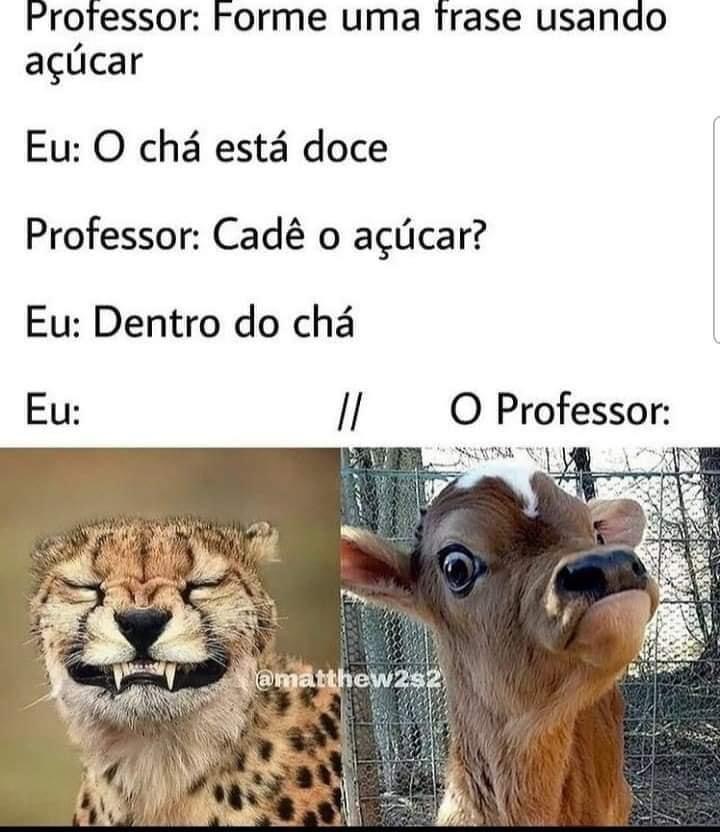 Professor: Forme uma frase usando
açúcar
Eu: O chá está doce
Professor: Cadê o açúcar?
Eu: Dentro do chá
Eu: // O Professor:
@matthew2s2